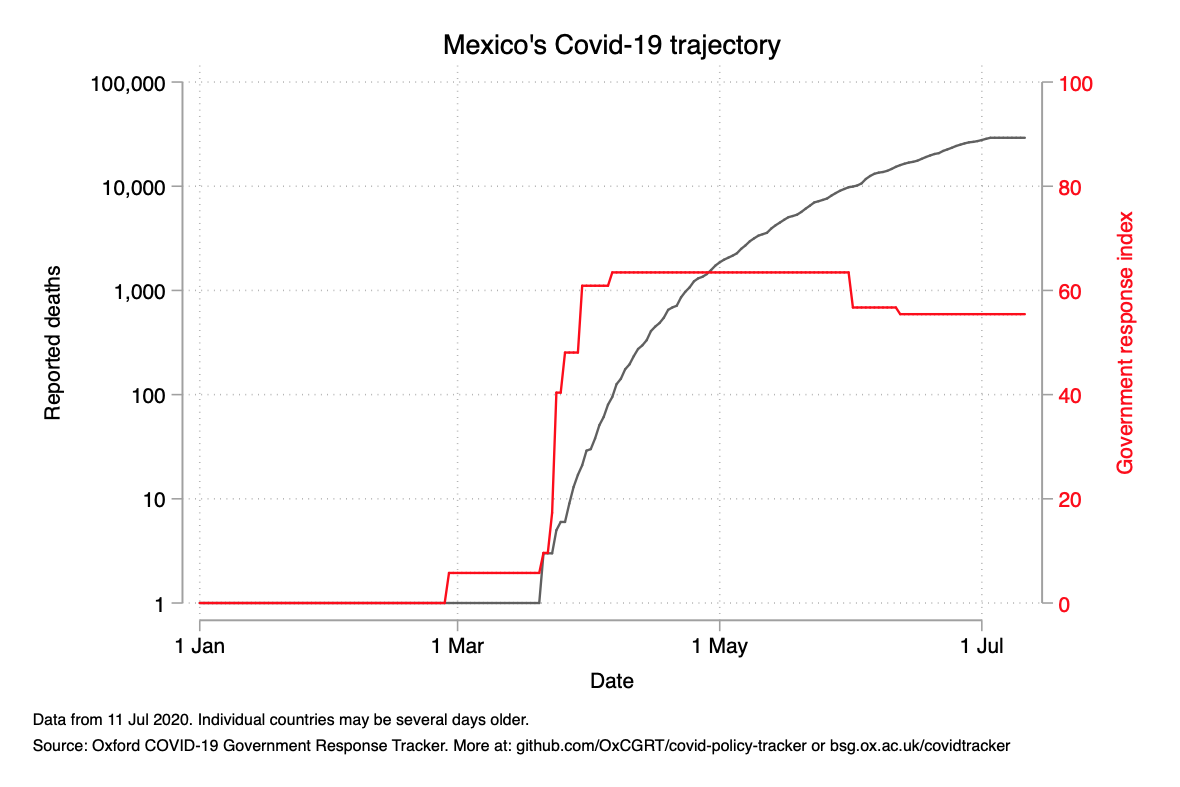 Mexico's Covid-19 trajectory
100,000
10,000
1,000
100
10
1
Reported deaths
100
80
60
40
20
0
Government response index
1 Jan
1 Mar
1 May
1 Jul
Date
Data from 11 Jul 2020. Individual countries may be several days older.
Source: Oxford COVID-19 Government Response Tracker. More at: github.com/OxCGRT/covid-policy-tracker or bsg.ox.ac.uk/covidtracker